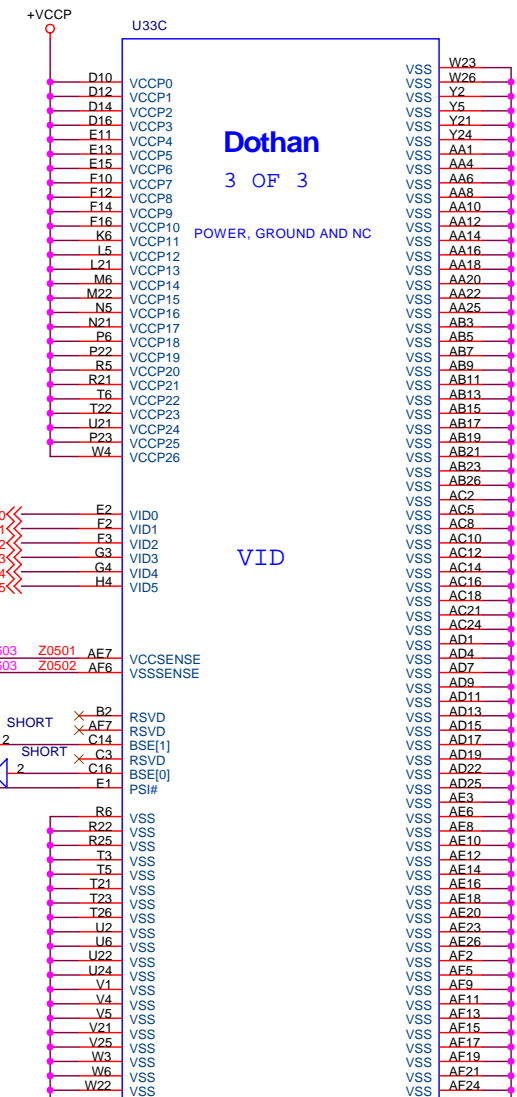 +VCCP
U33C
D10 VCCP0
D12 VCCP1
D14 VCCP2
D16 VCCP3
E11 VCCP4
E13 VCCP5
E15 VCCP6
F10 VCCP7
F12 VCCP8
F14 VCCP9
F16 VCCP10
K6 VCCP11
L5 VCCP12
L21 VCCP13
M6 VCCP14
M22 VCCP15
N5 VCCP16
N21 VCCP17
P6 VCCP18
P22 VCCP19
R5 VCCP20
R21 VCCP21
T6 VCCP22
T22 VCCP23
U21 VCCP24
P23 VCCP25
W4 VCCP26
0 E2 VID0
1 F2 VID1
2 F3 VID2
3 G3 VID3
4 G4 VID4
5 H4 VID5
603 Z0501 AE7 VCCSENSE
603 Z0502 AF6 VSSSENSE
B2 RSVD
SHORT AF7 RSVD
2 C14 BSE[1]
SHORT C3 RSVD
2 C16 BSE[0]
E1 PSI#
R6 VSS
R22 VSS
R25 VSS
T3 VSS
T5 VSS
T21 VSS
T23 VSS
T26 VSS
U2 VSS
U6 VSS
U22 VSS
U24 VSS
V1 VSS
V4 VSS
V5 VSS
V21 VSS
V25 VSS
W3 VSS
W6 VSS
W22 VSS
Dothan
3 OF 3
POWER, GROUND AND NC
VID
VSS W23
VSS W26
VSS Y2
VSS Y5
VSS Y21
VSS Y24
VSS AA1
VSS AA4
VSS AA6
VSS AA8
VSS AA10
VSS AA12
VSS AA14
VSS AA16
VSS AA18
VSS AA20
VSS AA22
VSS AA25
VSS AB3
VSS AB5
VSS AB7
VSS AB9
VSS AB11
VSS AB13
VSS AB15
VSS AB17
VSS AB19
VSS AB21
VSS AB23
VSS AB26
VSS AC2
VSS AC5
VSS AC8
VSS AC10
VSS AC12
VSS AC14
VSS AC16
VSS AC18
VSS AC21
VSS AC24
VSS AD1
VSS AD4
VSS AD7
VSS AD9
VSS AD11
VSS AD13
VSS AD15
VSS AD17
VSS AD19
VSS AD22
VSS AD25
VSS AE3
VSS AE6
VSS AE8
VSS AE10
VSS AE12
VSS AE14
VSS AE16
VSS AE18
VSS AE20
VSS AE23
VSS AE26
VSS AF2
VSS AF5
VSS AF9
VSS AF11
VSS AF13
VSS AF15
VSS AF17
VSS AF19
VSS AF21
VSS AF24